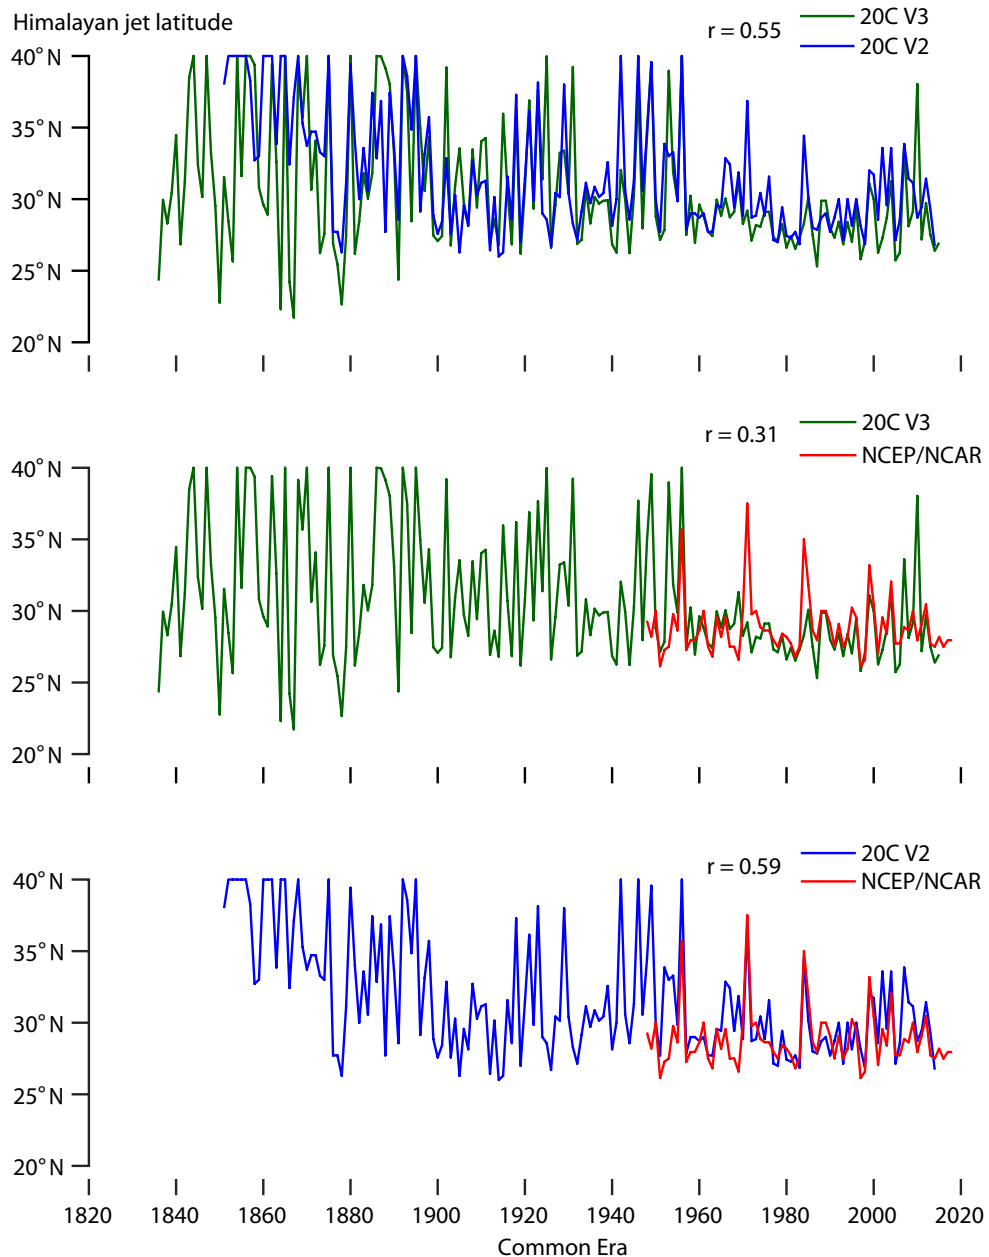 Himalayan jet latitude
r = 0.55
20C V3
20C V2
40°N
35°N
30°N
25°N
20°N
r = 0.31
20C V3
NCEP/NCAR
40°N
35°N
30°N
25°N
20°N
r = 0.59
20C V2
NCEP/NCAR
40°N
35°N
30°N
25°N
20°N
1820 1840 1860 1880 1900 1920 1940 1960 1980 2000 2020
Common Era